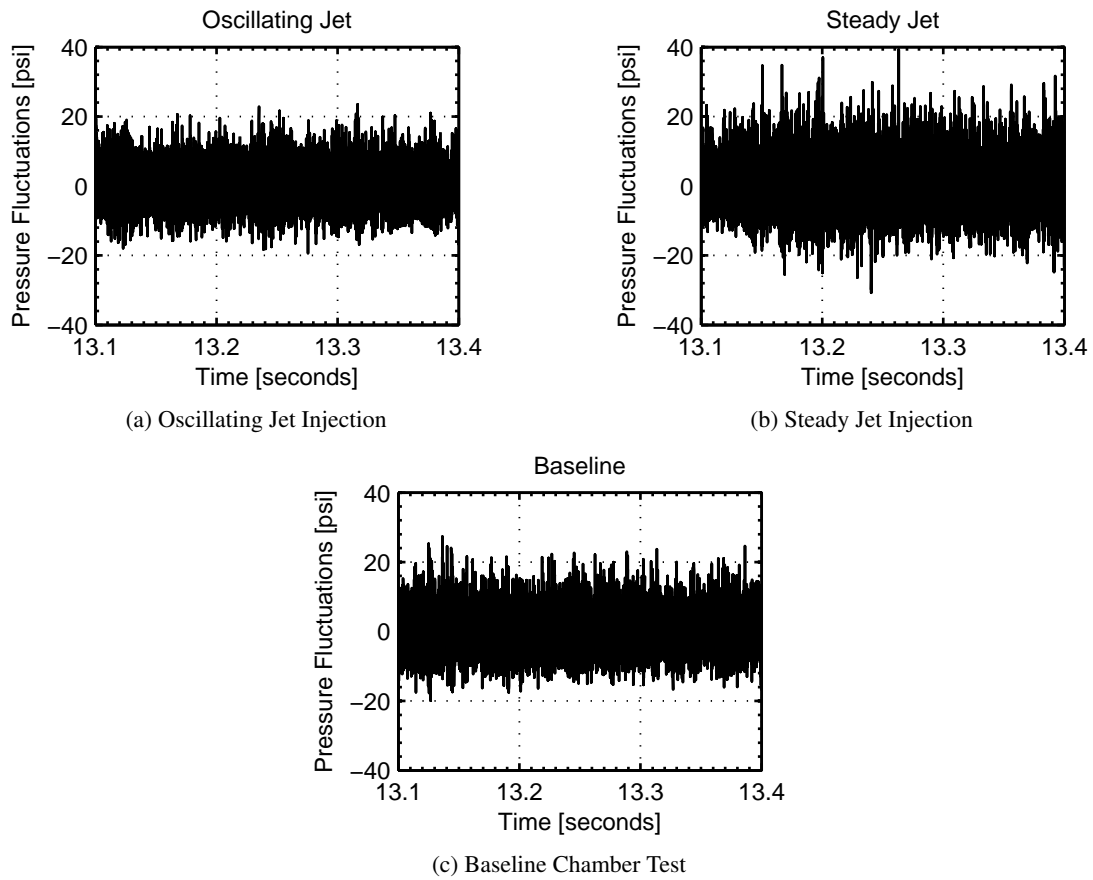 Oscillating Jet
Pressure Fluctuations [psi]
40
20
0
−20
−40
13.1 13.2 13.3 13.4
Time [seconds]
(a) Oscillating Jet Injection
Steady Jet
Pressure Fluctuations [psi]
40
20
0
−20
−40
13.1 13.2 13.3 13.4
Time [seconds]
(b) Steady Jet Injection
Baseline
Pressure Fluctuations [psi]
40
20
0
−20
−40
13.1 13.2 13.3 13.4
Time [seconds]
(c) Baseline Chamber Test